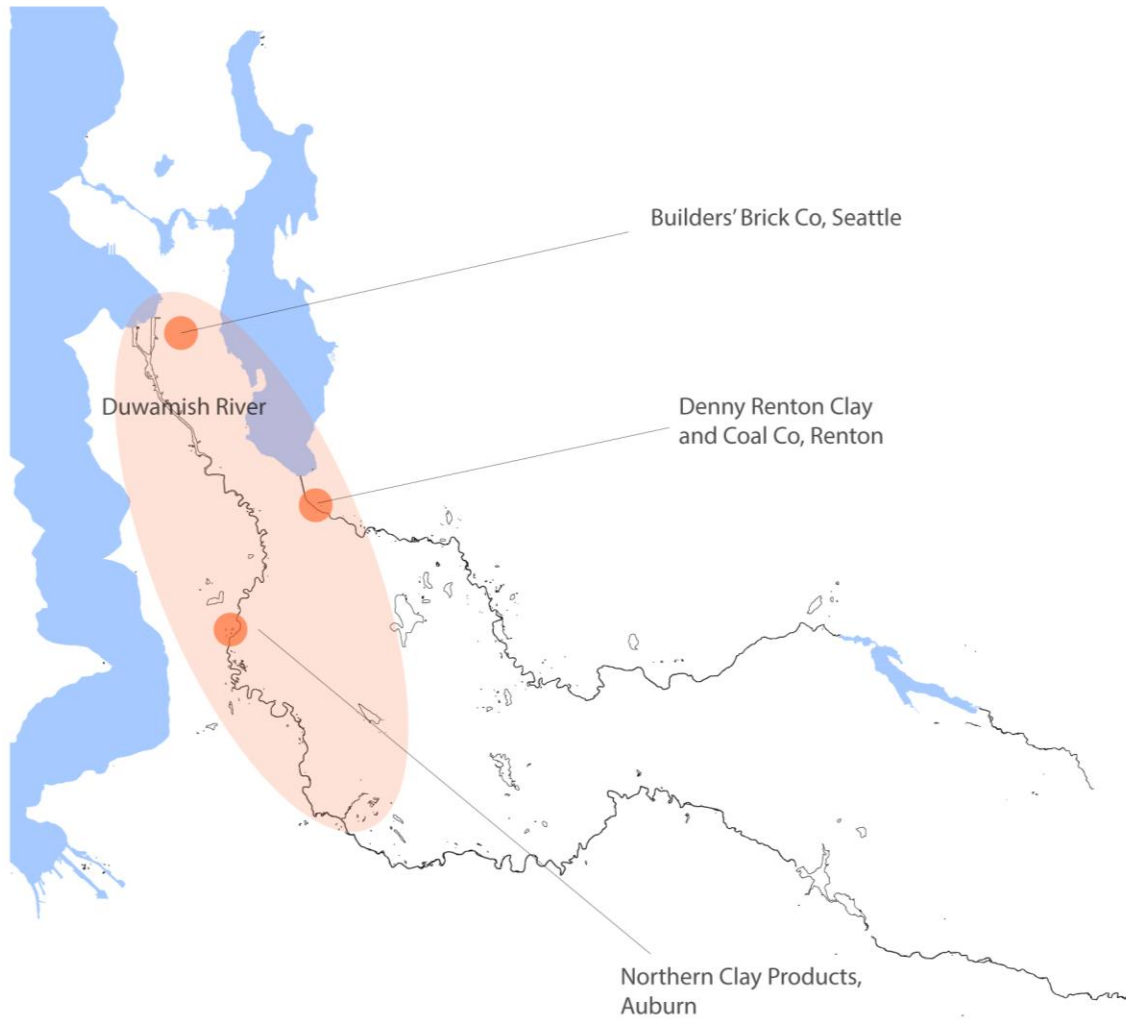 Builders’ Brick Co, Seattle
Duwamish River
Denny Renton Clay
and Coal Co, Renton
Northern Clay Products,
Auburn